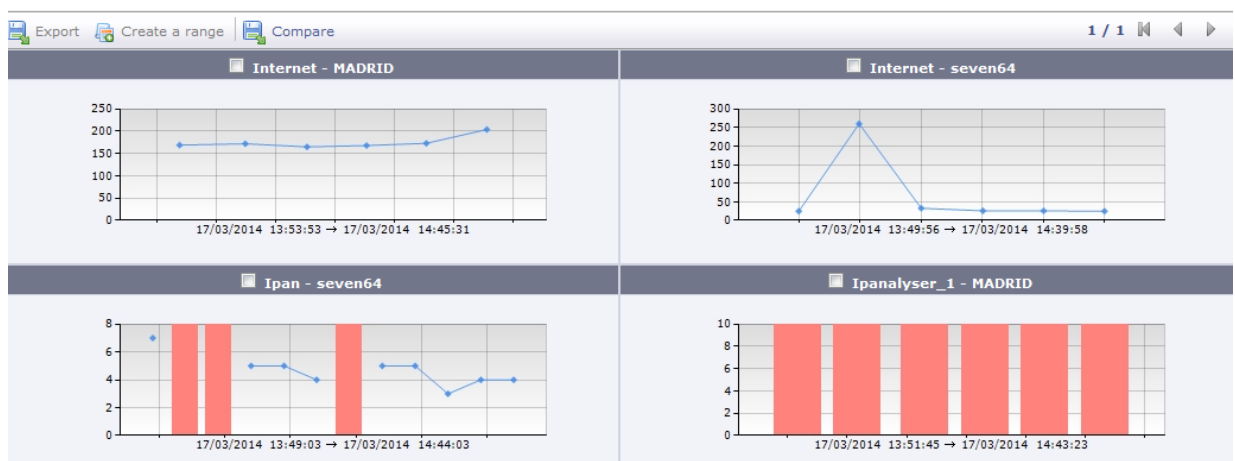 Export Create a range Compare 1 / 1
Internet - MADRID
250
200
150
100
50
0
17/03/2014 13:53:53 → 17/03/2014 14:45:31
Internet - seven64
300
250
200
150
100
50
0
17/03/2014 13:49:56 → 17/03/2014 14:39:58
Ipan - seven64
8
6
4
2
0
17/03/2014 13:49:03 → 17/03/2014 14:44:03
Ipanalyser_1 - MADRID
10
8
6
4
2
0
17/03/2014 13:51:45 → 17/03/2014 14:43:23